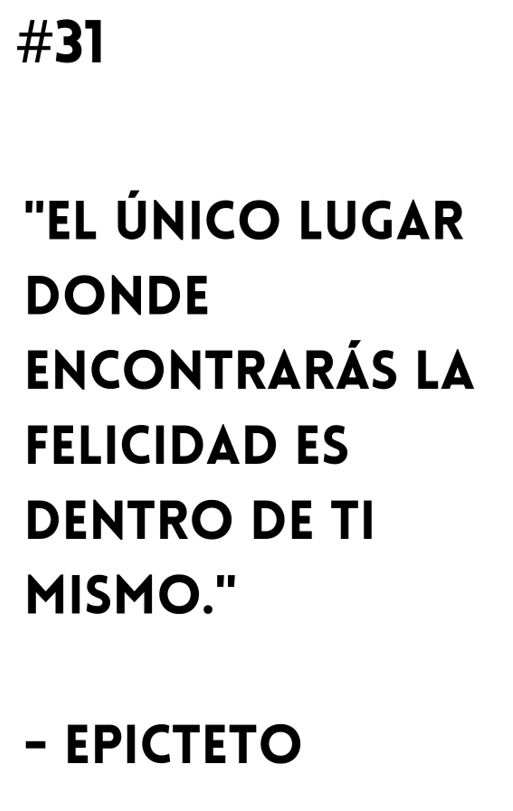 #31
"EL ÚNICO LUGAR
DONDE
ENCONTRARÁS LA
FELICIDAD ES
DENTRO DE TI
MISMO."
- EPICTETO